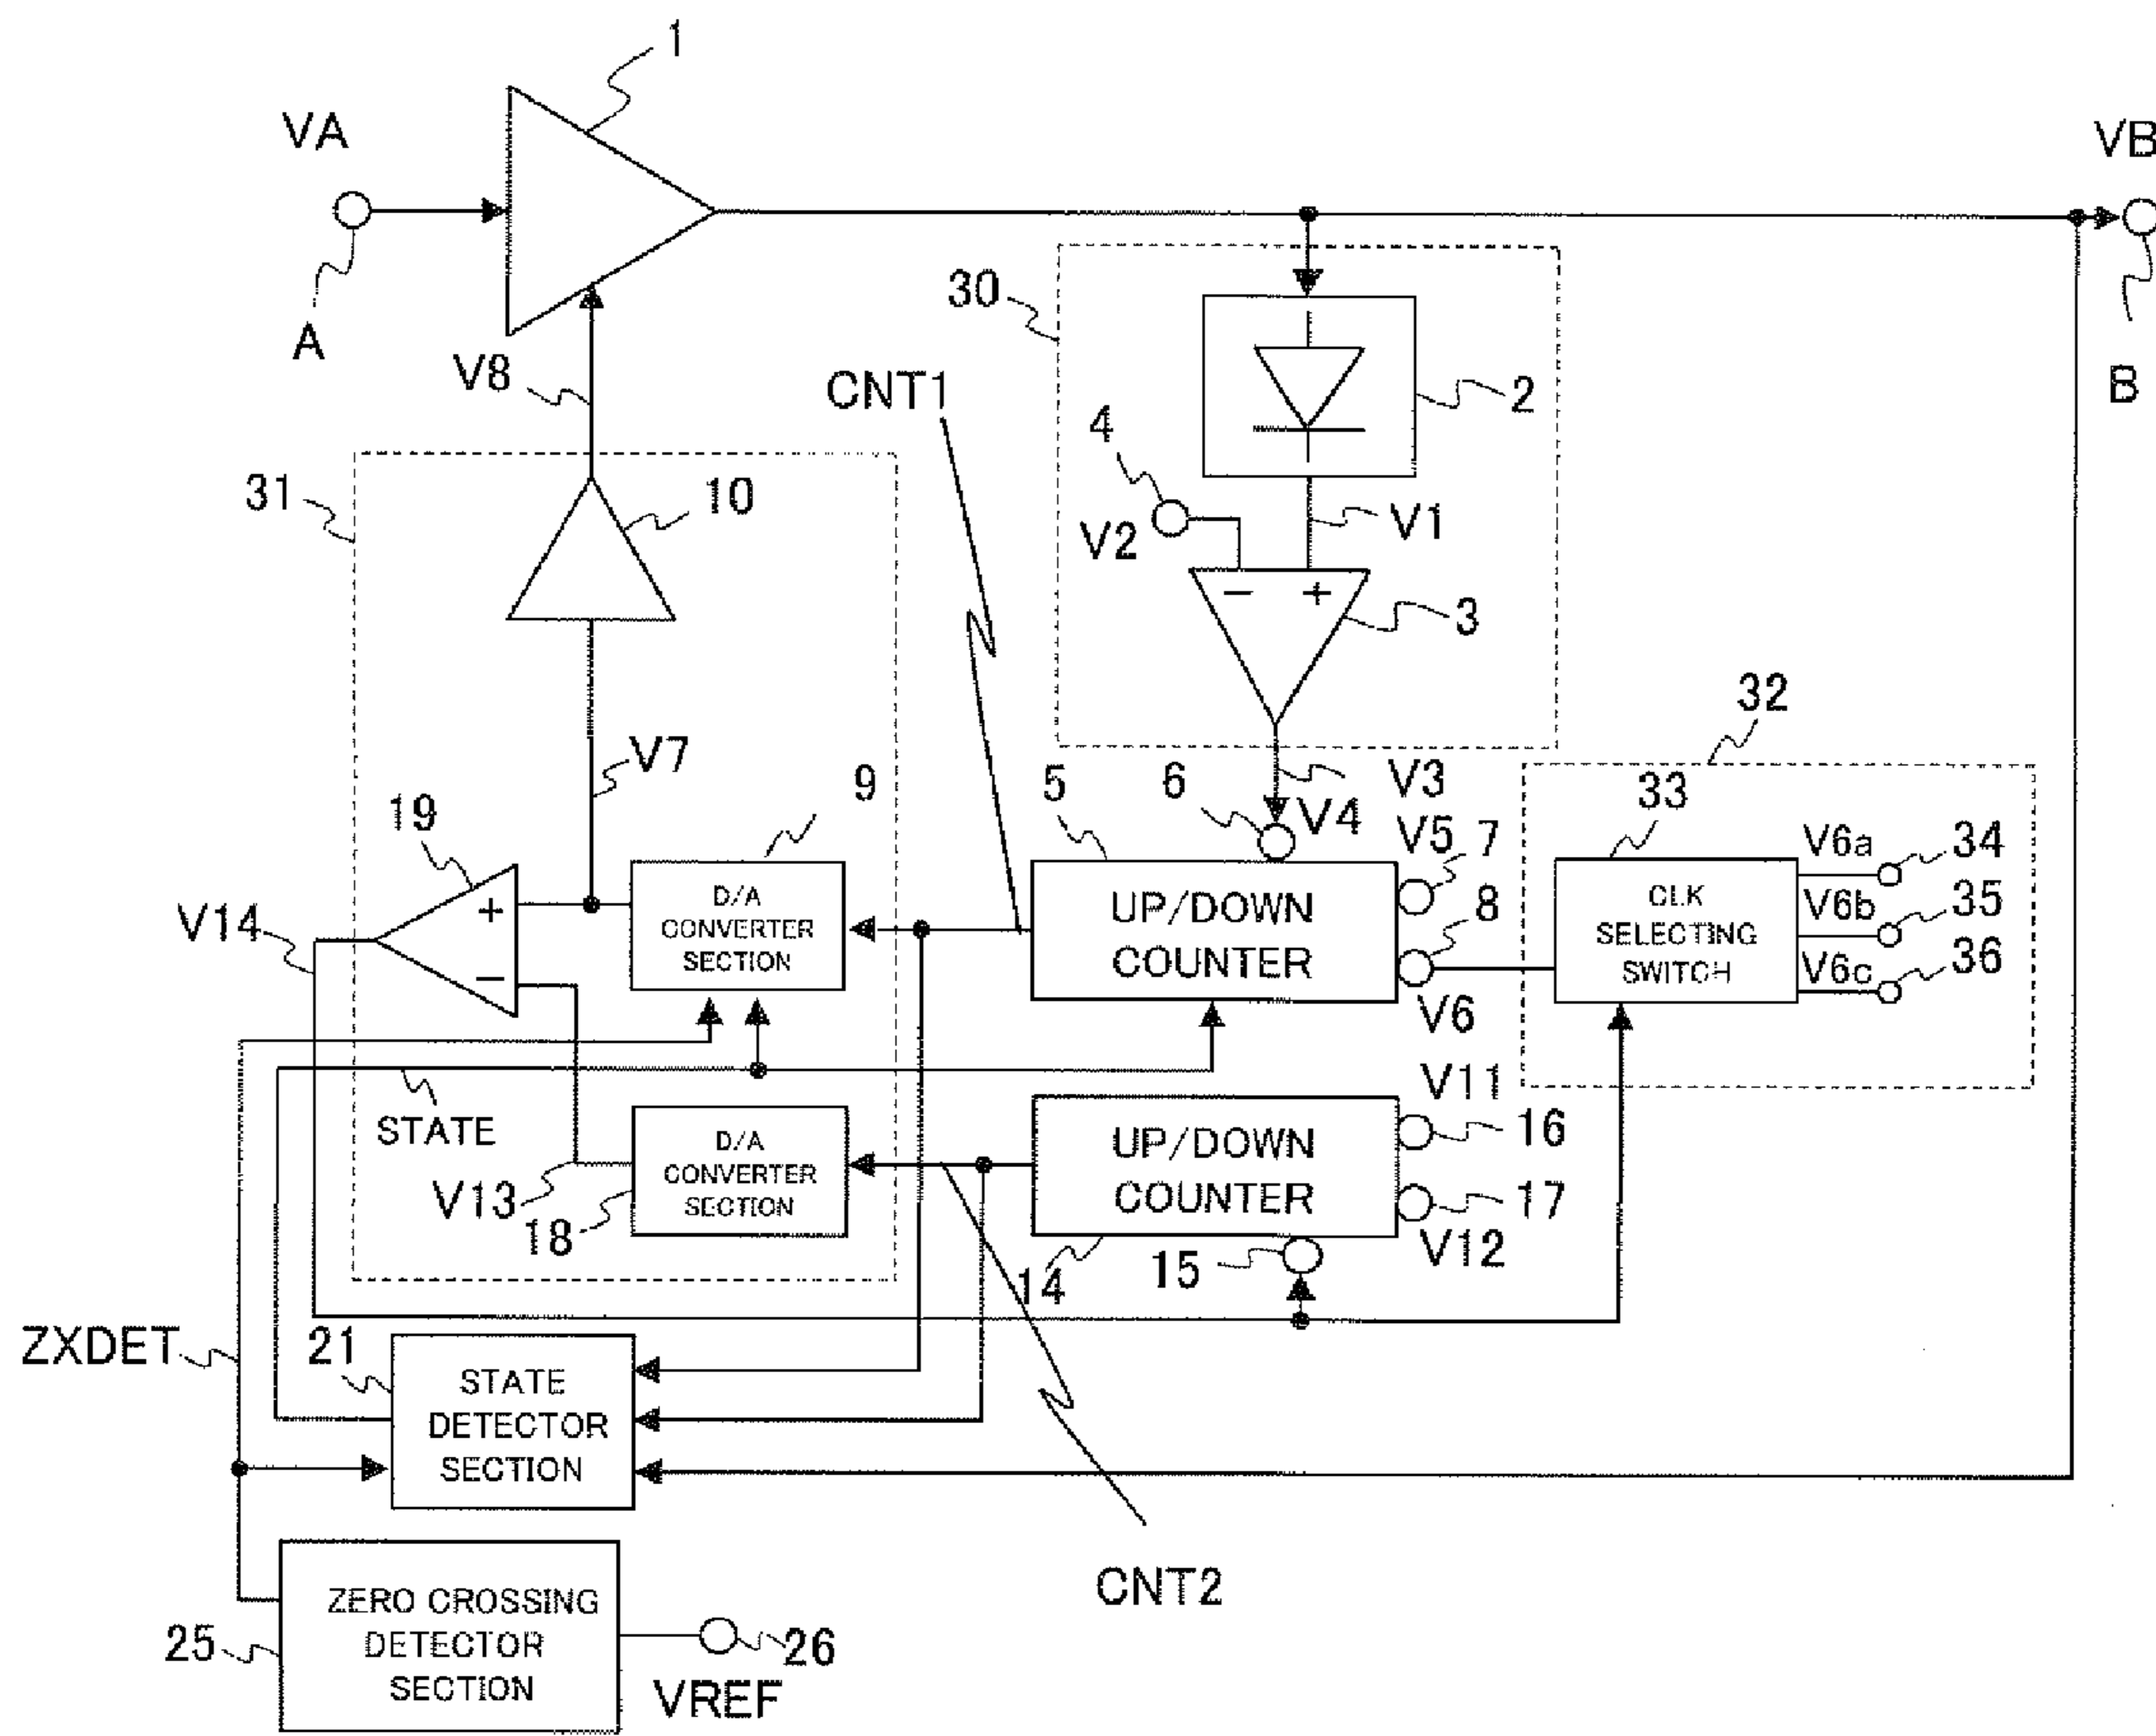 1
VA
VB
A
B
V8
30
CNT1
2
4
V2
V1
31
10
3
32
V7
9
5
6
V3
V4
33
V5
7
V6a
34
19
D/A
CONVERTER
SECTION
UP/DOWN
COUNTER
8
CLK
SELECTING
SWITCH
V6b
35
V14
V6c
36
V6
V11
STATE
D/A
CONVERTER
SECTION
UP/DOWN
COUNTER
16
17
V13
18
V12
14
15
ZXDET
21
STATE
DETECTOR
SECTION
CNT2
ZERO CROSSING
DETECTOR
SECTION
25
26
VREF
+
−
−
+